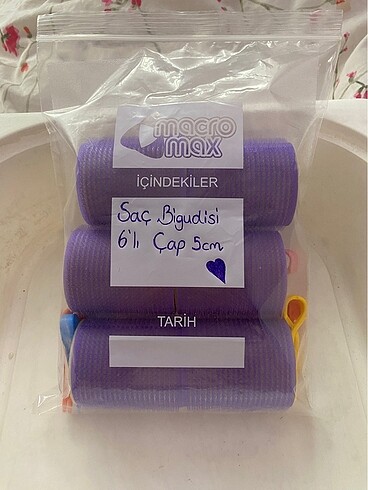 macro
max
İÇİNDEKİLER
Saç Bigudisi
6'lı Çap 5cm
TARİH